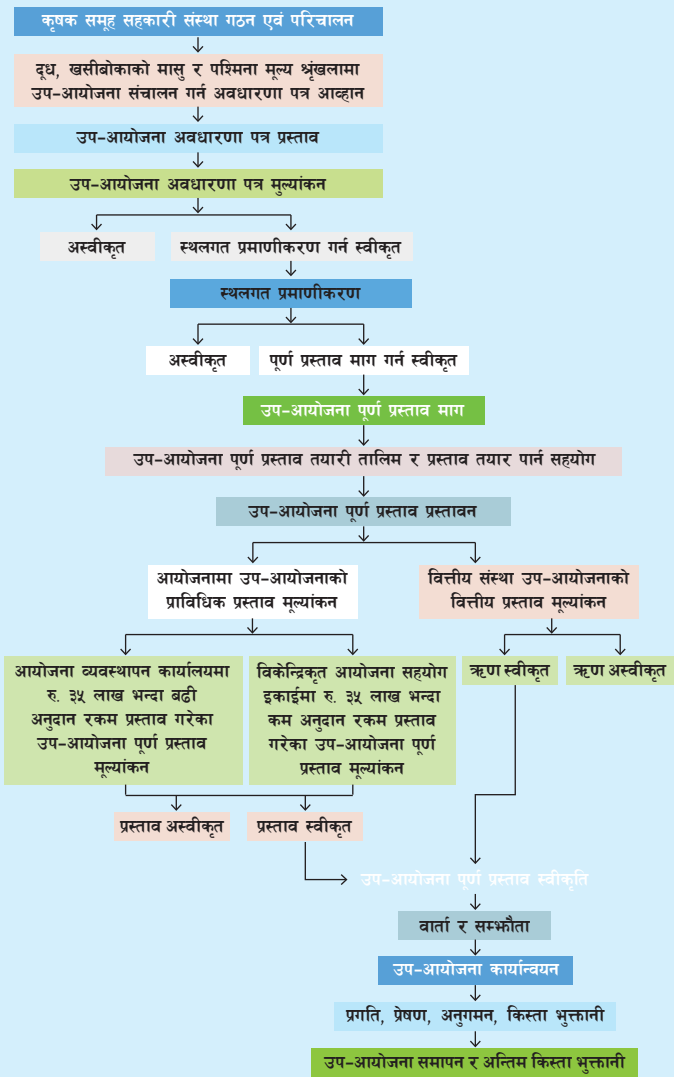 कृषक समूह सहकारी संस्था गठन एवं परिचालन
दूध, खसीबोकाको मासु र पश्मिना मूल्य श्रृंखलामा
उप-आयोजना संचालन गर्न अवधारणा पत्र आव्हान
उप-आयोजना अवधारणा पत्र प्रस्ताव
उप-आयोजना अवधारणा पत्र मुल्यांकन
अस्वीकृत
स्थलगत प्रमाणीकरण गर्न स्वीकृत
स्थलगत प्रमाणीकरण
अस्वीकृत
पूर्ण प्रस्ताव माग गर्न स्वीकृत
उप-आयोजना पूर्ण प्रस्ताव माग
उप-आयोजना पूर्ण प्रस्ताव तयारी तालिम र प्रस्ताव तयार पार्न सहयोग
उप-आयोजना पूर्ण प्रस्ताव प्रस्तावन
आयोजनामा उप-आयोजनाको
प्राविधिक प्रस्ताव मूल्यांकन
वित्तीय संस्था उप-आयोजनाको
वित्तीय प्रस्ताव मूल्यांकन
आयोजना व्यवस्थापन कार्यालयमा
रु. ३५ लाख भन्दा बढी
अनुदान रकम प्रस्ताव गरेका
उप-आयोजना पूर्ण प्रस्ताव
मूल्यांकन
विकेन्द्रिकृत आयोजना सहयोग
इकाईमा रु. ३५ लाख भन्दा
कम अनुदान रकम प्रस्ताव
गरेका उप-आयोजना पूर्ण
प्रस्ताव मूल्यांकन
ऋण स्वीकृत
ऋण अस्वीकृत
प्रस्ताव अस्वीकृत
प्रस्ताव स्वीकृत
उप-आयोजना पूर्ण प्रस्ताव स्वीकृति
वार्ता र सम्झौता
उप-आयोजना कार्यान्वयन
प्रगति, प्रेषण, अनुगमन, किस्ता भुक्तानी
उप-आयोजना समापन र अन्तिम किस्ता भुक्तानी